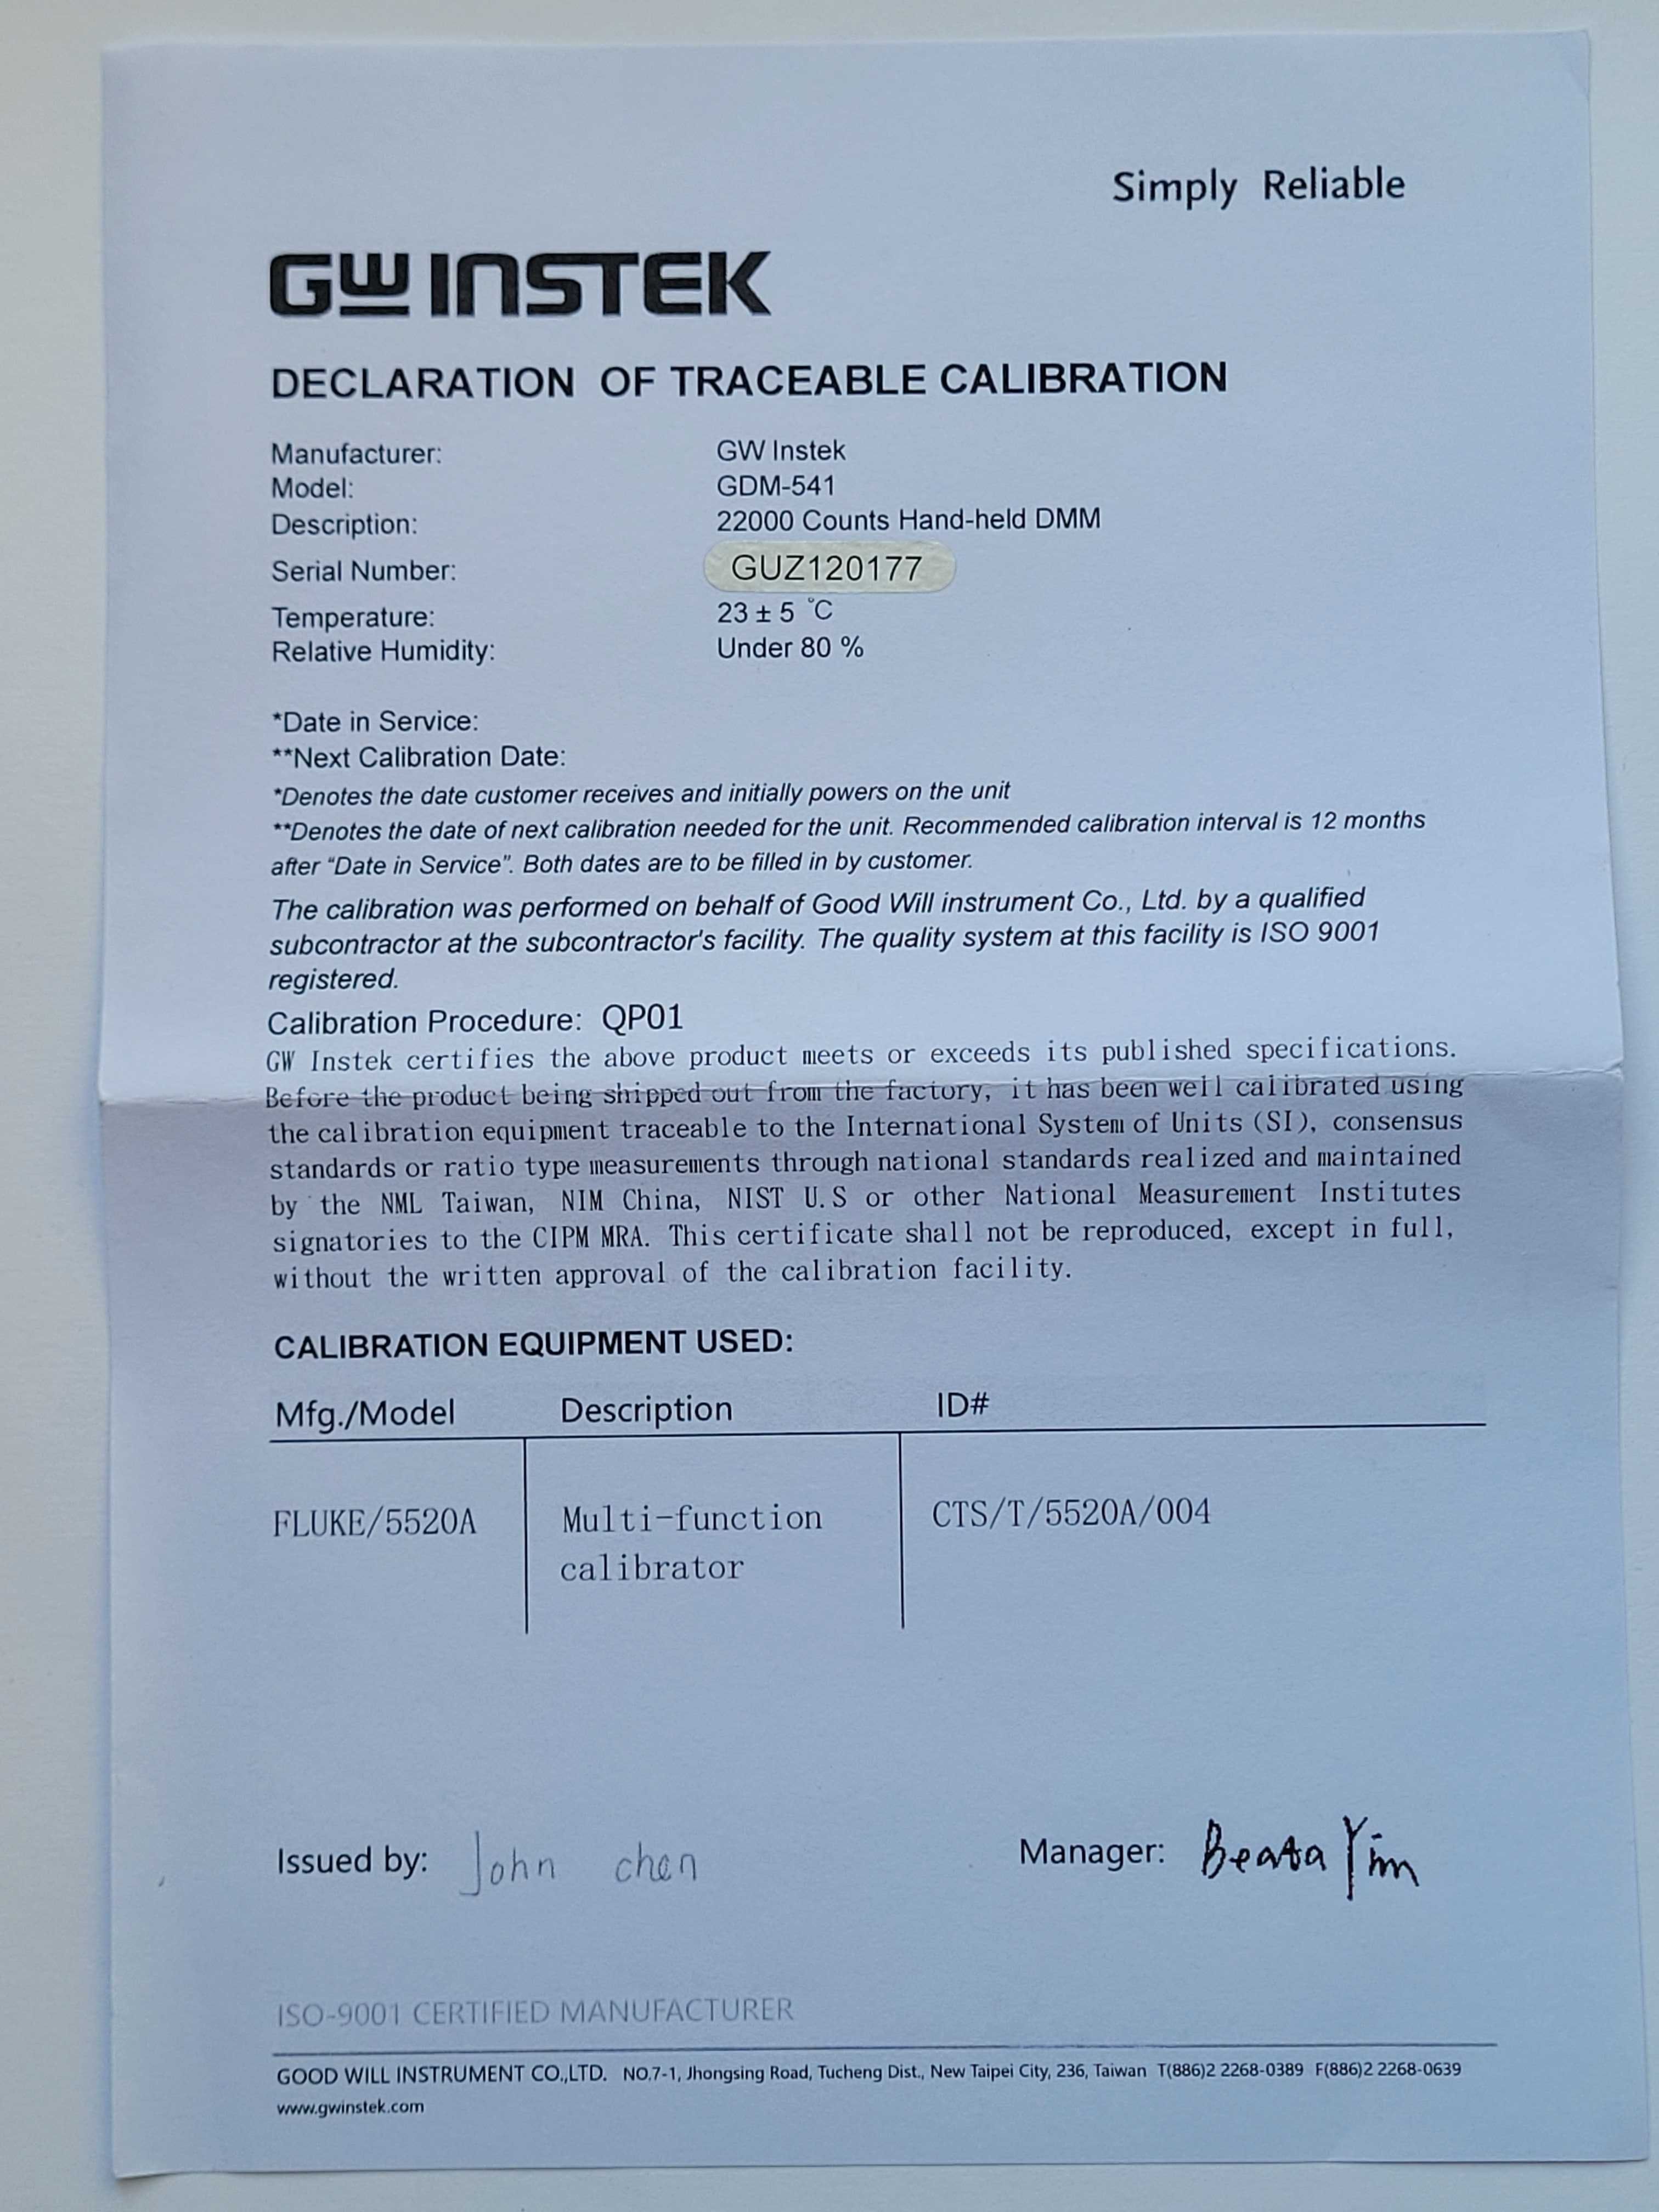 Simply Reliable
GW INSTEK
DECLARATION OF TRACEABLE CALIBRATION
Manufacturer: GW Instek
Model: GDM-541
Description: 22000 Counts Hand-held DMM
Serial Number: GUZ120177
Temperature: 23 ± 5 °C
Relative Humidity: Under 80 %
*Date in Service:
**Next Calibration Date:
*Denotes the date customer receives and initially powers on the unit
**Denotes the date of next calibration needed for the unit. Recommended calibration interval is 12 months
after “Date in Service”. Both dates are to be filled in by customer.
The calibration was performed on behalf of Good Will instrument Co., Ltd. by a qualified
subcontractor at the subcontractor's facility. The quality system at this facility is ISO 9001
registered.
Calibration Procedure: QP01
GW Instek certifies the above product meets or exceeds its published specifications.
Before the product being shipped out from the factory, it has been well calibrated using
the calibration equipment traceable to the International System of Units (SI), consensus
standards or ratio type measurements through national standards realized and maintained
by the NML Taiwan, NIM China, NIST U.S or other National Measurement Institutes
signatories to the CIPM MRA. This certificate shall not be reproduced, except in full,
without the written approval of the calibration facility.
CALIBRATION EQUIPMENT USED:
Mfg./Model Description ID#
FLUKE/5520A Multi-function CTS/T/5520A/004
calibrator
Issued by: John chen Manager: Beata Yim
ISO-9001 CERTIFIED MANUFACTURER
GOOD WILL INSTRUMENT CO.,LTD. NO.7-1, Jhongsing Road, Tucheng Dist., New Taipei City, 236, Taiwan T(886)2 2268-0389 F(886)2 2268-0639
www.gwinstek.com